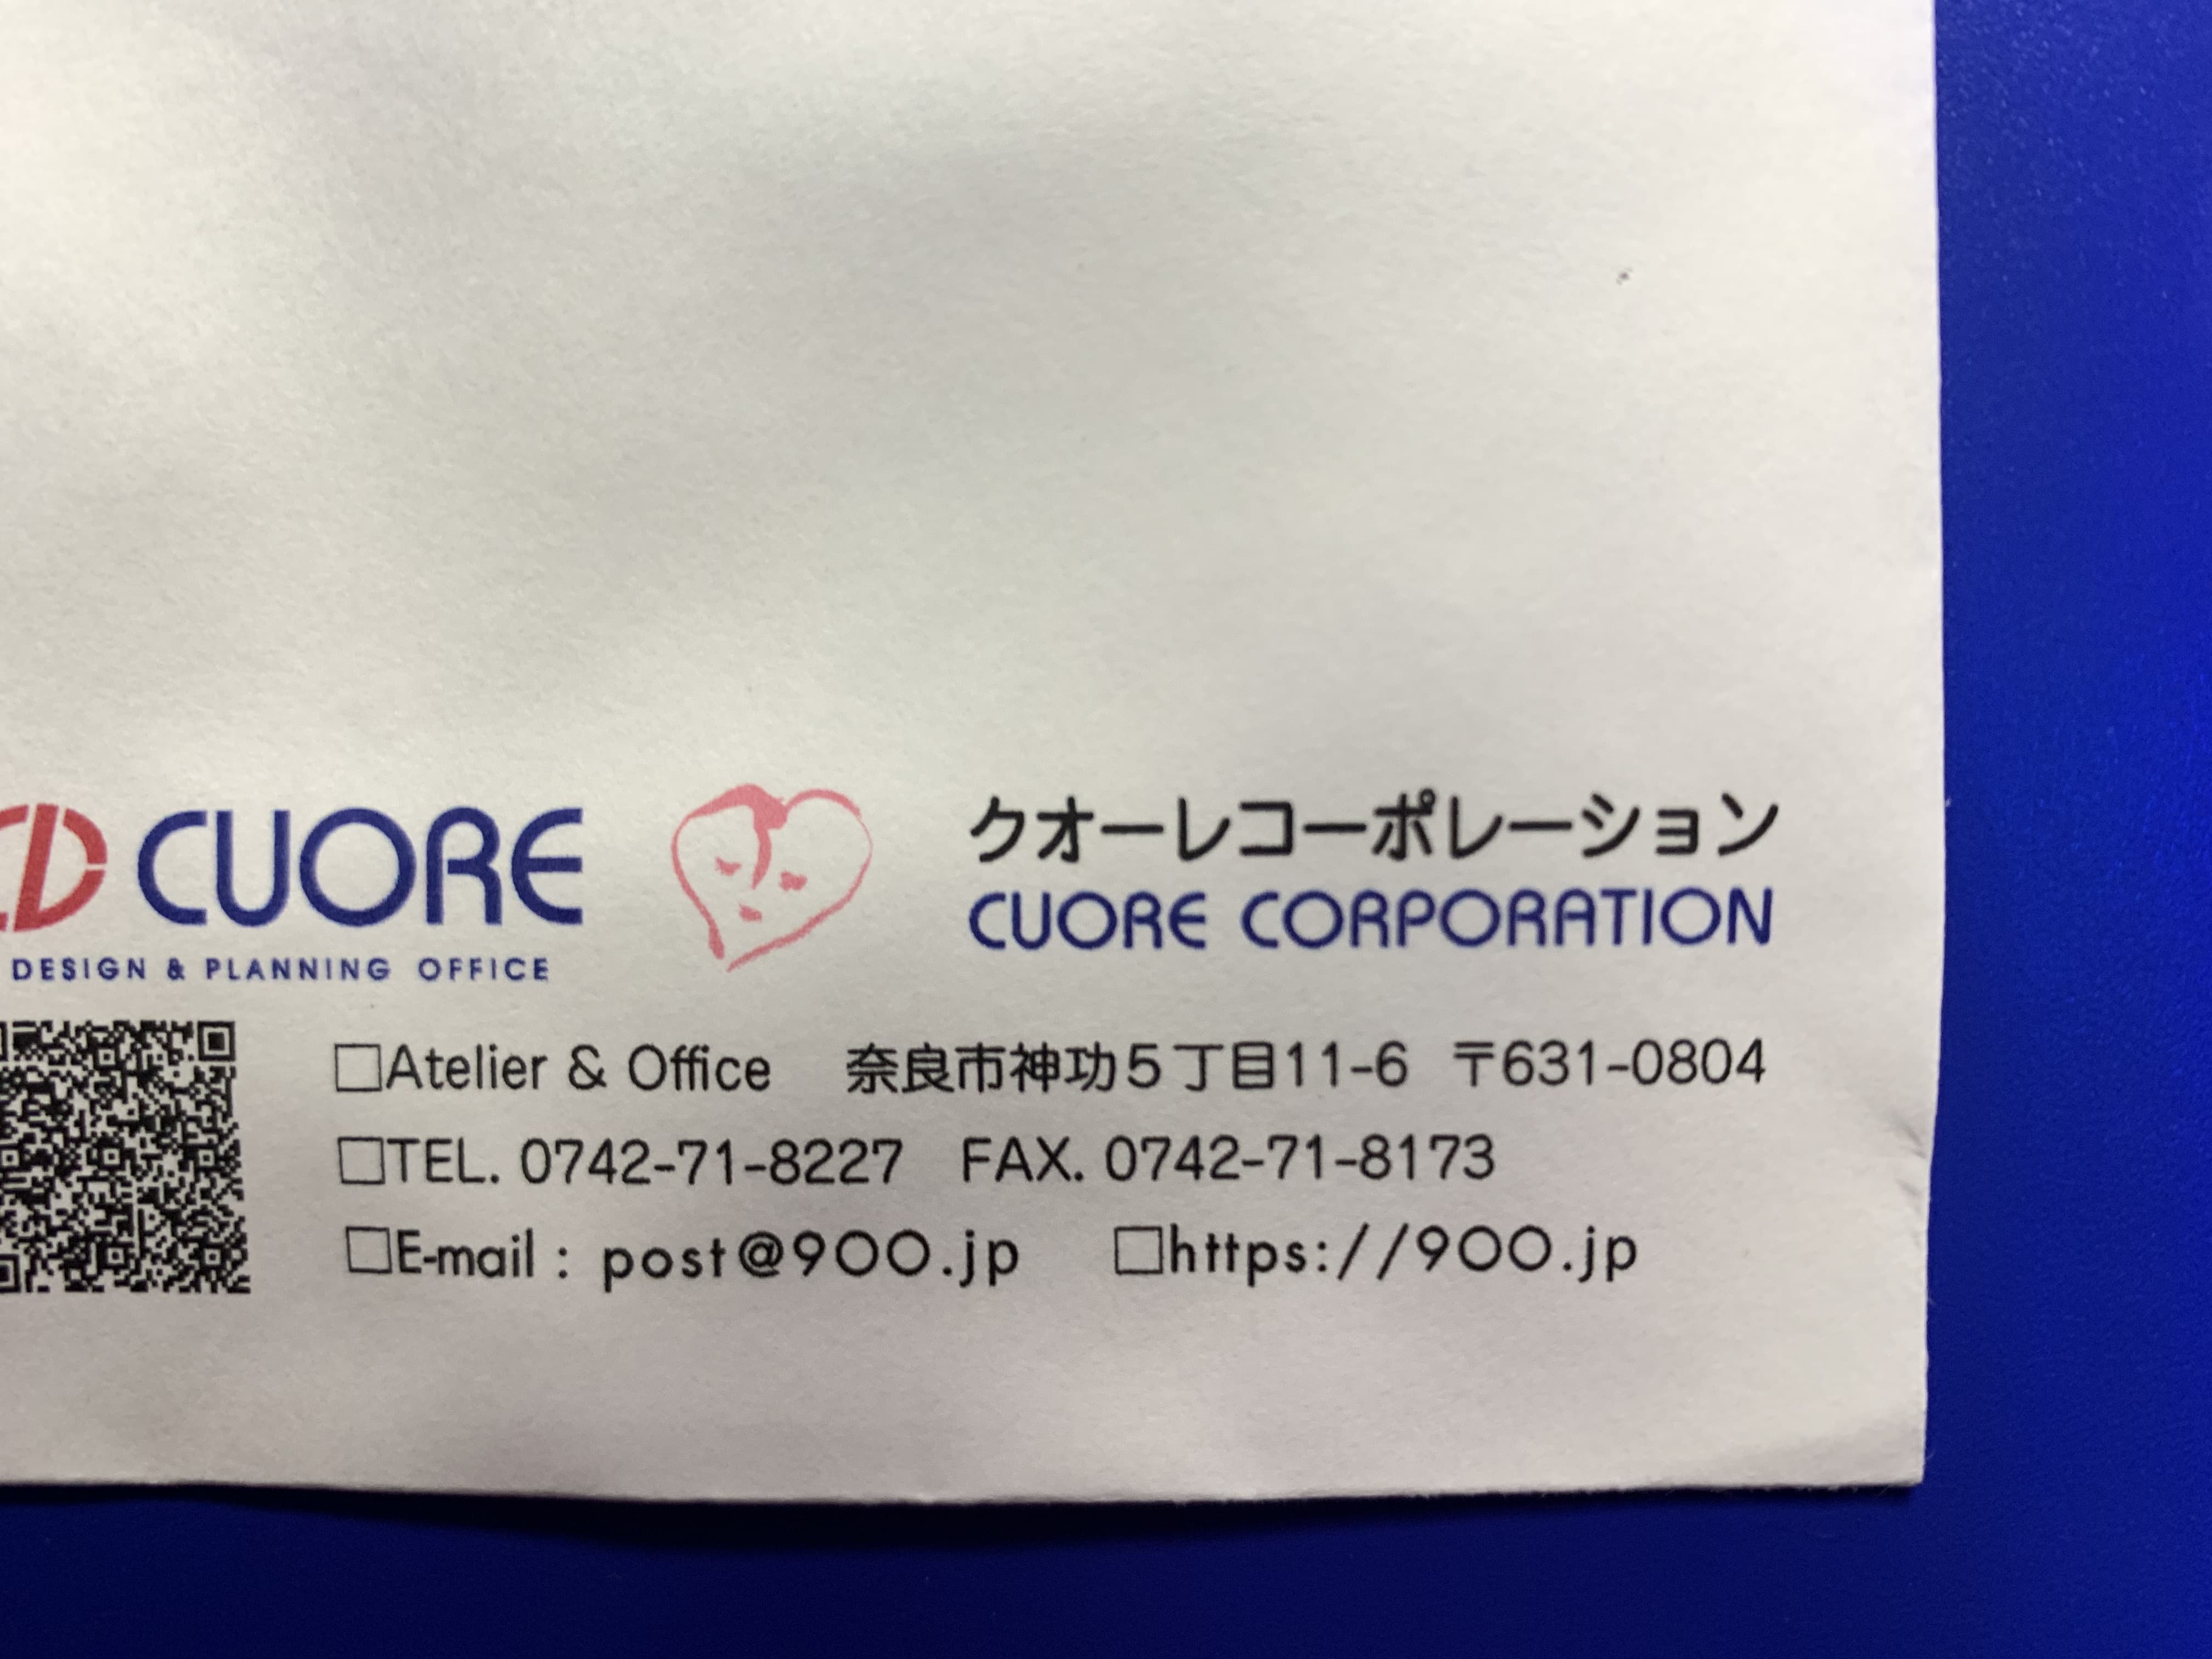 CUORE
DESIGN & PLANNING OFFICE
クオーレコーポレーション
CUORE CORPORATION
□Atelier & Office 奈良市神功5丁目11-6 〒631-0804
□TEL. 0742-71-8227 FAX. 0742-71-8173
□E-mail : post@900.jp □https://900.jp